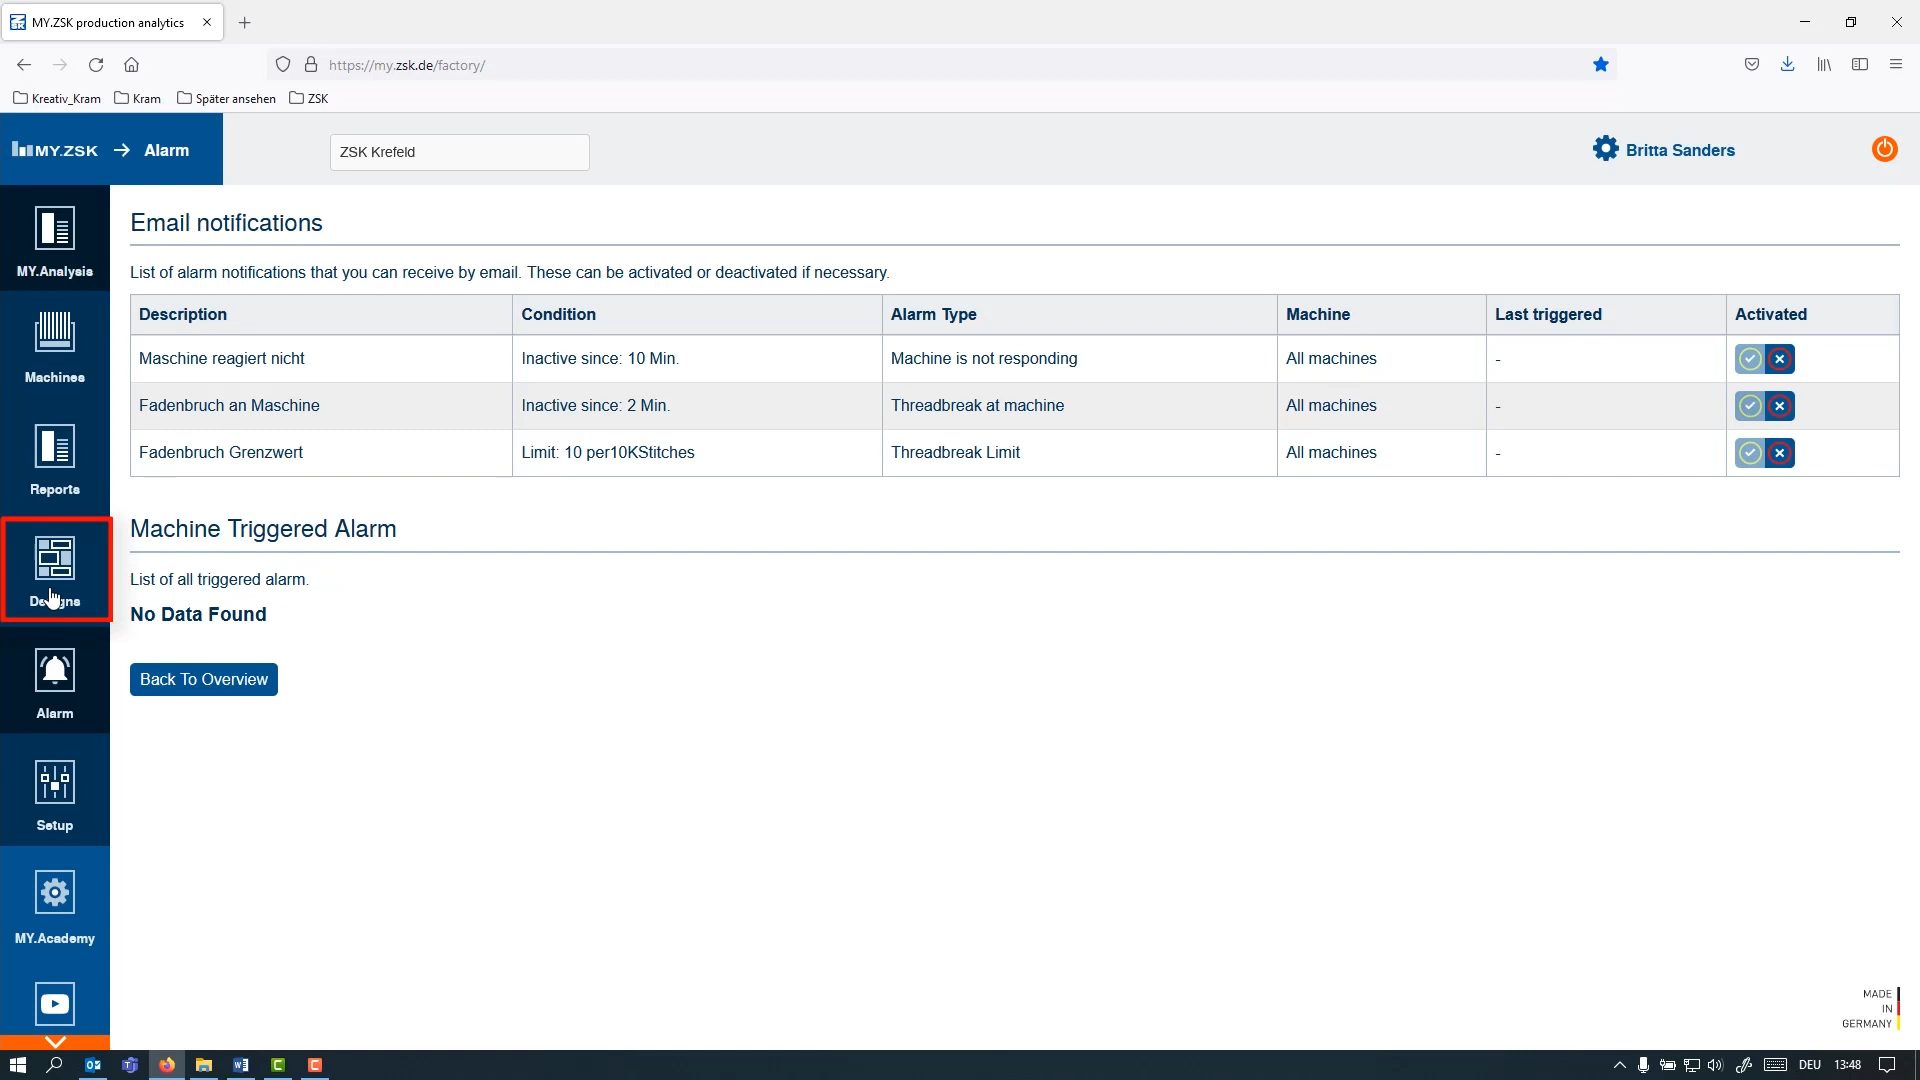 MY.ZSK production analytics
https://my.zsk.de/factory/
Kreativ_Kram Kram Später ansehen ZSK
MY.ZSK → Alarm
ZSK Krefeld
Britta Sanders
MY.Analysis
Machines
Reports
Alarm
Setup
MY.Academy
Email notifications
List of alarm notifications that you can receive by email. These can be activated or deactivated if necessary.
Description Condition Alarm Type Machine Last triggered Activated
Maschine reagiert nicht Inactive since: 10 Min. Machine is not responding All machines -
Fadenbruch an Maschine Inactive since: 2 Min. Threadbreak at machine All machines -
Fadenbruch Grenzwert Limit: 10 per10KStitches Threadbreak Limit All machines -
Machine Triggered Alarm
List of all triggered alarm.
No Data Found
Back To Overview
MADE
IN
GERMANY
DEU 13:48